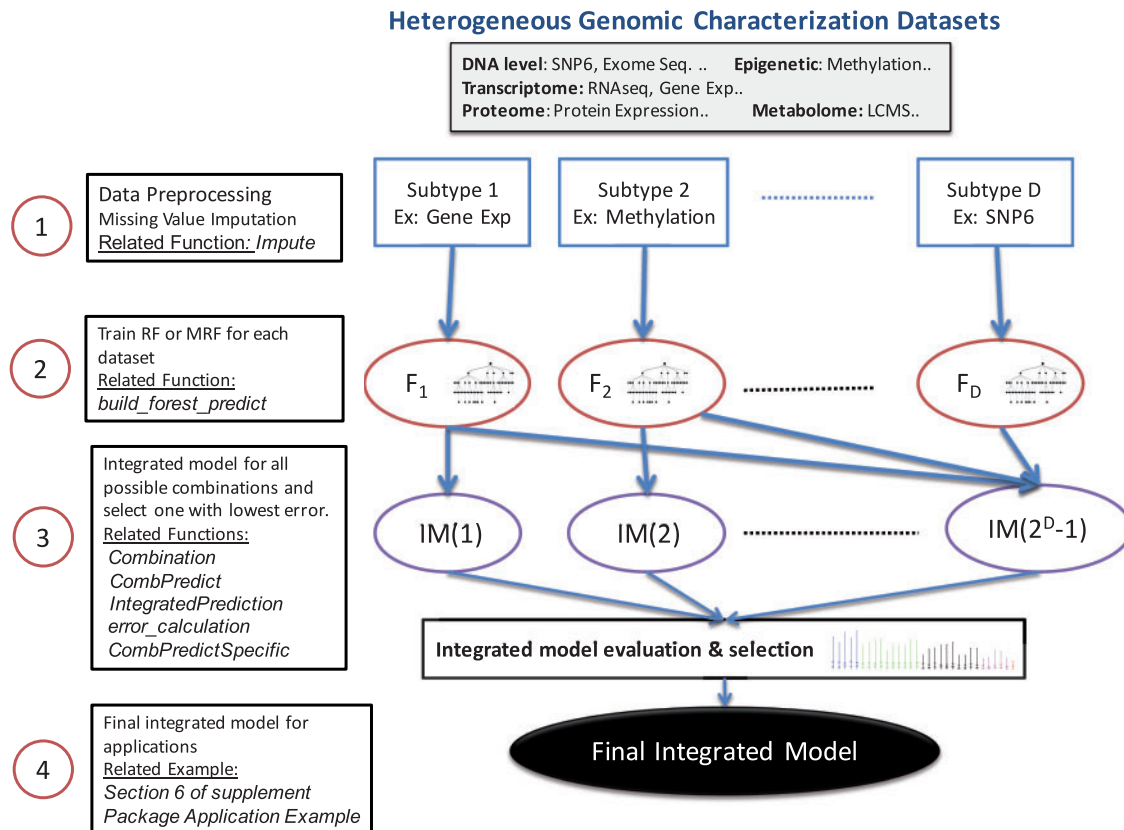 Heterogeneous Genomic Characterization Datasets
DNA level: SNP6, Exome Seq. .. Epigenetic: Methylation..
Transcriptome: RNAseq, Gene Exp..
Proteome: Protein Expression.. Metabolome: LCMS..
1
Data Preprocessing
Missing Value Imputation
Related Function: Impute
Subtype 1
Ex: Gene Exp
Subtype 2
Ex: Methylation
Subtype D
Ex: SNP6
2
Train RF or MRF for each
dataset
Related Function:
build_forest_predict
F1
F2
FD
3
Integrated model for all
possible combinations and
select one with lowest error.
Related Functions:
Combination
CombPredict
IntegratedPrediction
error_calculation
CombPredictSpecific
IM(1)
IM(2)
IM(2^D-1)
Integrated model evaluation & selection
4
Final integrated model for
applications
Related Example:
Section 6 of supplement
Package Application Example
Final Integrated Model